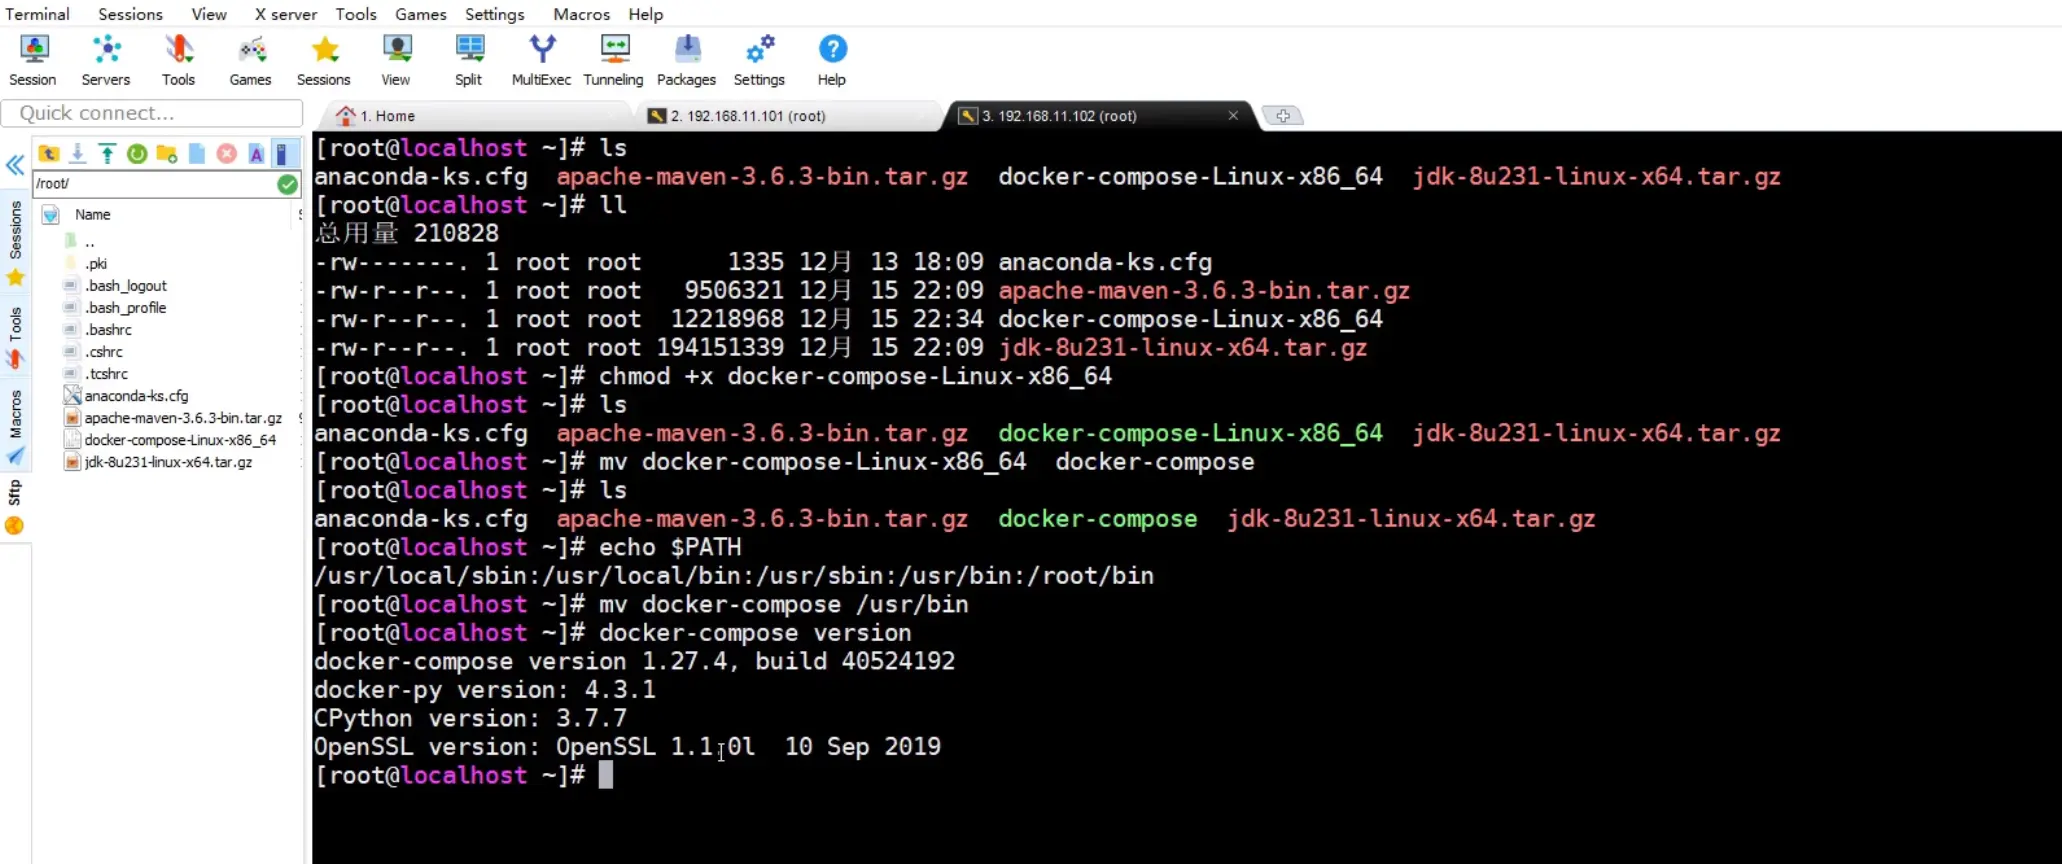 Terminal Sessions View X server Tools Games Settings Macros Help
Session Servers Tools Games Sessions View Split MultiExec Tunneling Packages Settings Help
Quick connect...
1. Home
2. 192.168.11.101 (root)
3. 192.168.11.102 (root)
/root/
Name
..
.pki
.bash_logout
.bash_profile
.bashrc
.cshrc
.tcshrc
anaconda-ks.cfg
apache-maven-3.6.3-bin.tar.gz
docker-compose-Linux-x86_64
jdk-8u231-linux-x64.tar.gz
Sessions
Tools
Macros
Sftp
[root@localhost ~]# ls
anaconda-ks.cfg  apache-maven-3.6.3-bin.tar.gz  docker-compose-Linux-x86_64  jdk-8u231-linux-x64.tar.gz
[root@localhost ~]# ll
总用量 210828
-rw-------. 1 root root      1335 12月 13 18:09 anaconda-ks.cfg
-rw-r--r--. 1 root root   9506321 12月 15 22:09 apache-maven-3.6.3-bin.tar.gz
-rw-r--r--. 1 root root  12218968 12月 15 22:34 docker-compose-Linux-x86_64
-rw-r--r--. 1 root root 194151339 12月 15 22:09 jdk-8u231-linux-x64.tar.gz
[root@localhost ~]# chmod +x docker-compose-Linux-x86_64
[root@localhost ~]# ls
anaconda-ks.cfg  apache-maven-3.6.3-bin.tar.gz  docker-compose-Linux-x86_64  jdk-8u231-linux-x64.tar.gz
[root@localhost ~]# mv docker-compose-Linux-x86_64  docker-compose
[root@localhost ~]# ls
anaconda-ks.cfg  apache-maven-3.6.3-bin.tar.gz  docker-compose  jdk-8u231-linux-x64.tar.gz
[root@localhost ~]# echo $PATH
/usr/local/sbin:/usr/local/bin:/usr/sbin:/usr/bin:/root/bin
[root@localhost ~]# mv docker-compose /usr/bin
[root@localhost ~]# docker-compose version
docker-compose version 1.27.4, build 40524192
docker-py version: 4.3.1
CPython version: 3.7.7
OpenSSL version: OpenSSL 1.1.0l  10 Sep 2019
[root@localhost ~]#